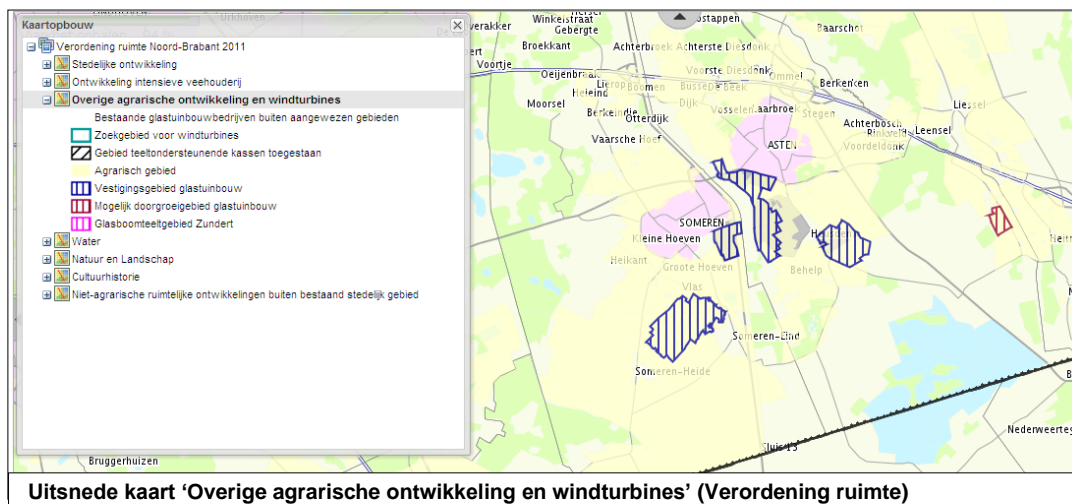 Kaartopbouw
Verordening ruimte Noord-Brabant 2011
Stedelijke ontwikkeling
Ontwikkeling intensieve veehouderij
Overige agrarische ontwikkeling en windturbines
Bestaande glastuinbouwbedrijven buiten aangewezen gebieden
Zoekgebied voor windturbines
Gebied teeltondersteunende kassen toegestaan
Agrarisch gebied
Vestigingsgebied glastuinbouw
Mogelijk doorgroeigebied glastuinbouw
Glasboomteeltgebied Zundert
Water
Natuur en Landschap
Cultuurhistorie
Niet-agrarische ruimtelijke ontwikkelingen buiten bestaand stedelijk gebied
Winkelstraat
Gebergte
Baarschot
Broekkant
Achterbroek
Achterste Diesdonk
Voortje
Voorste Diesdonk
Ommel
Berkenken
Boomen
Moorsel
Dijk
Vosselen
Stegen
Liessel
Otterdijk
Achterbosch
Leensel
Vaarsche Hoef
ASTEN
Voordeldonk
SOMEREN
Kleine Hoeven
Heikant
Groote Hoeven
Behelp
Vlas
Someren-Eind
Someren-Heide
Sluis 13
Bruggerhuizen
Uitsnede kaart ‘Overige agrarische ontwikkeling en windturbines’ (Verordening ruimte)